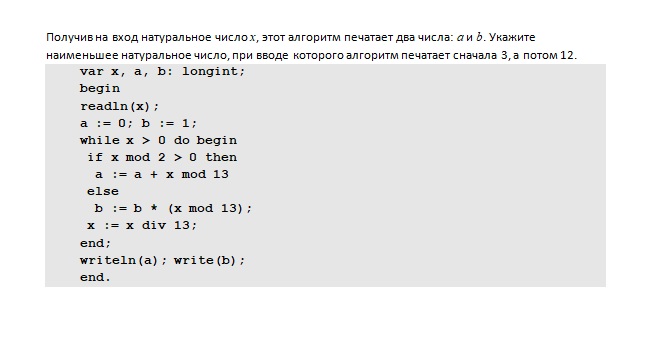 Получив на вход натуральное число x, этот алгоритм печатает два числа: a и b. Укажите
наименьшее натуральное число, при вводе которого алгоритм печатает сначала 3, а потом 12.
var x, a, b: longint;
begin
readln(x);
a := 0; b := 1;
while x > 0 do begin
if x mod 2 > 0 then
a := a + x mod 13
else
b := b * (x mod 13);
x := x div 13;
end;
writeln(a); write(b);
end.